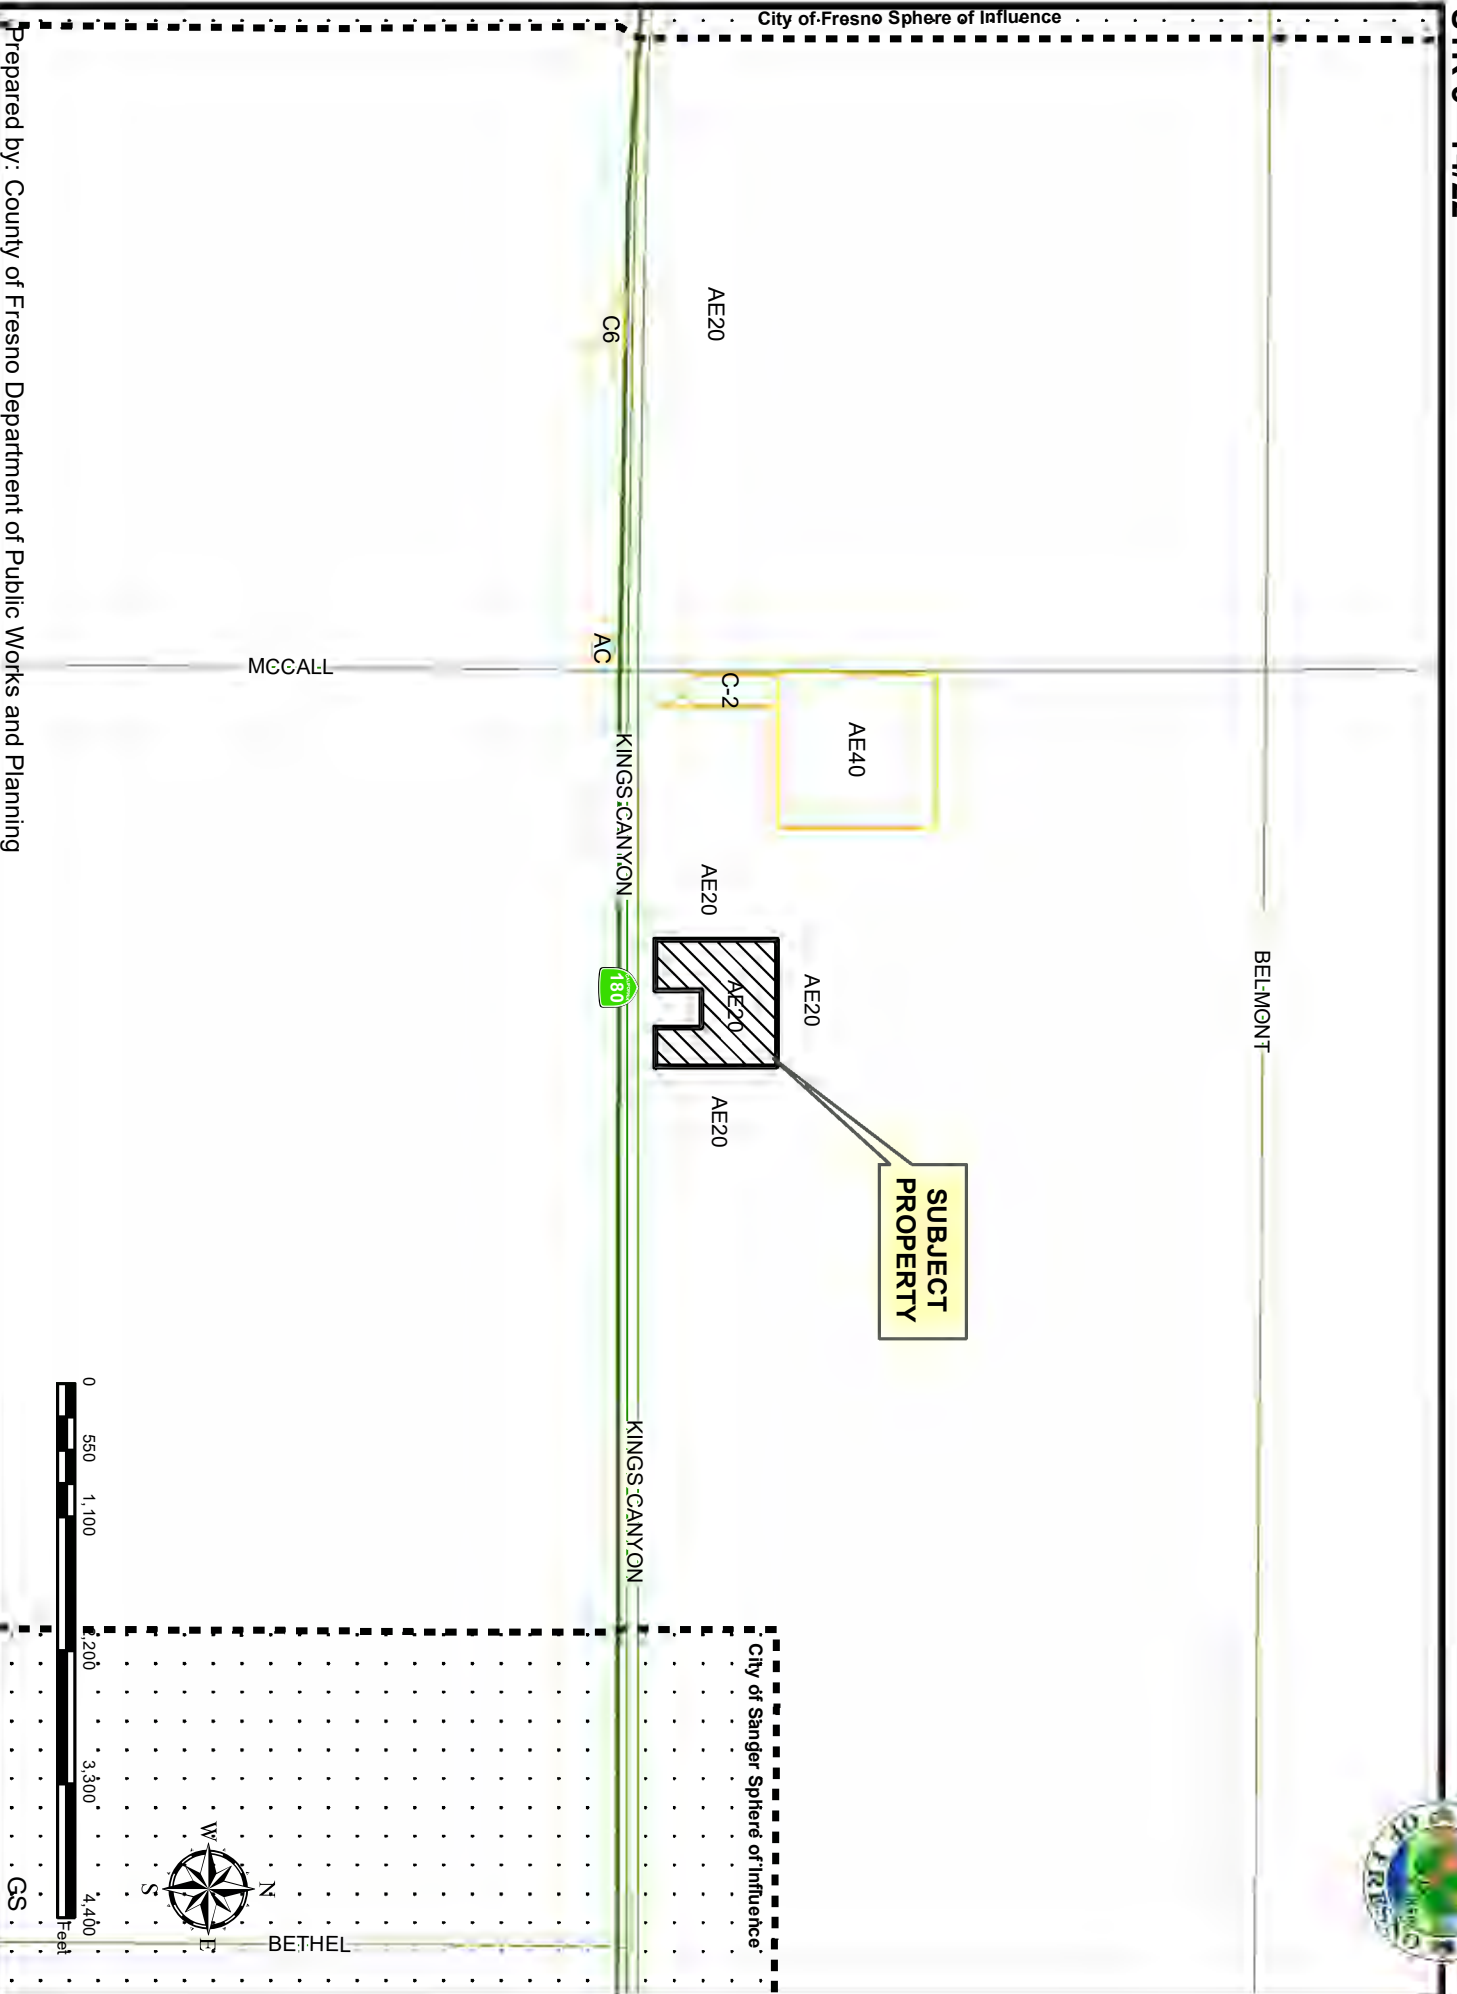 City of Fresno Sphere of Influence
BELMONT
AE20
C6
AC
MCCALL
C-2
AE40
KINGS CANYON
AE20
AE20
AE20
AE20
180
SUBJECT
PROPERTY
KINGS CANYON
City of Sanger Sphere of Influence
BETHEL
N
W
E
S
0 550 1,100 2,200 3,300 4,400
Feet
GS
Prepared by: County of Fresno Department of Public Works and Planning